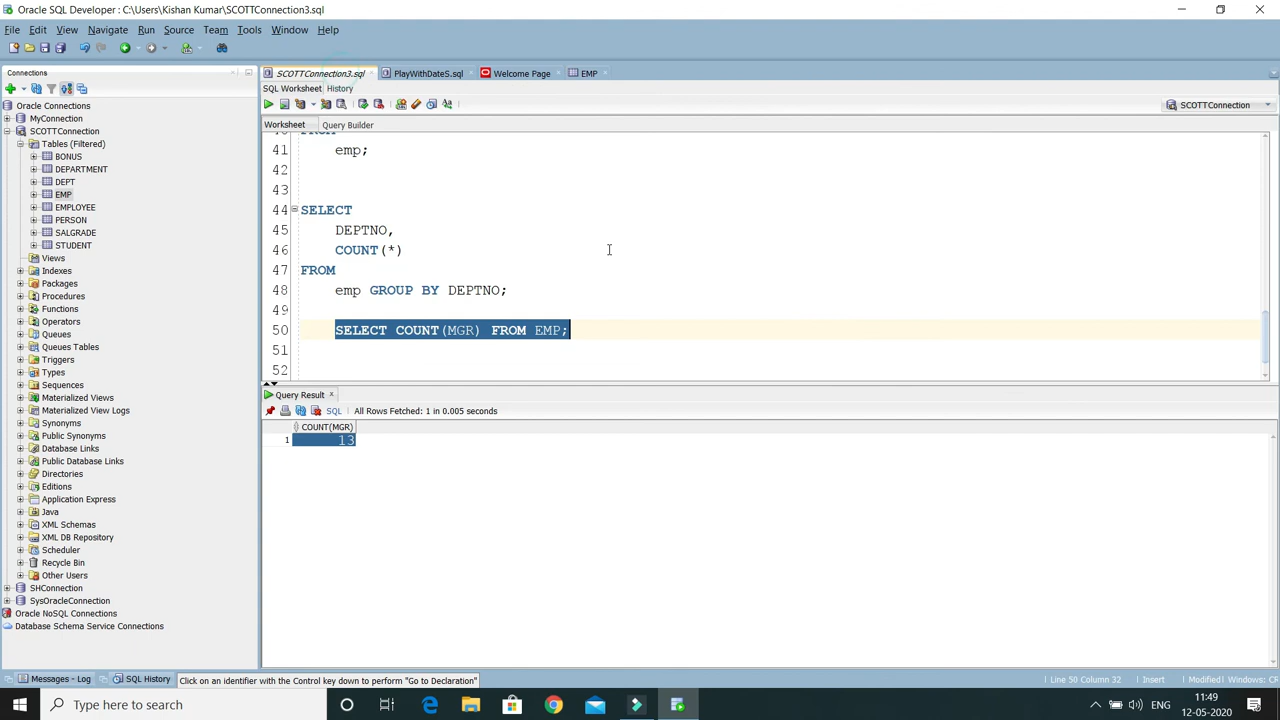 Oracle SQL Developer : C:\Users\Kishan Kumar\SCOTTConnection3.sql
File Edit View Navigate Run Source Team Tools Window Help
Connections
SCOTTConnection3.sql PlayWithDateS.sql Welcome Page EMP
SQL Worksheet History
SCOTTConnection
Worksheet Query Builder
Oracle Connections
MyConnection
SCOTTConnection
Tables (Filtered)
BONUS
DEPARTMENT
DEPT
EMP
EMPLOYEE
PERSON
SALGRADE
STUDENT
Views
Indexes
Packages
Procedures
Functions
Operators
Queues
Queues Tables
Triggers
Types
Sequences
Materialized Views
Materialized View Logs
Synonyms
Public Synonyms
Database Links
Public Database Links
Directories
Editions
Application Express
Java
XML Schemas
XML DB Repository
Scheduler
Recycle Bin
Other Users
SHConnection
SysOracleConnection
Oracle NoSQL Connections
Database Schema Service Connections
40 FROM
41 emp;
42
43
44 SELECT
45 DEPTNO,
46 COUNT(*)
47 FROM
48 emp GROUP BY DEPTNO;
49
50 SELECT COUNT(MGR) FROM EMP;
51
52
Query Result
SQL All Rows Fetched: 1 in 0.005 seconds
COUNT(MGR)
1 13
Messages - Log SQL History Click on an identifier with the Control key down to perform "Go to Declaration" Line 50 Column 32 Insert Modified Windows: CR
Type here to search
ENG
11:49
12-05-2020